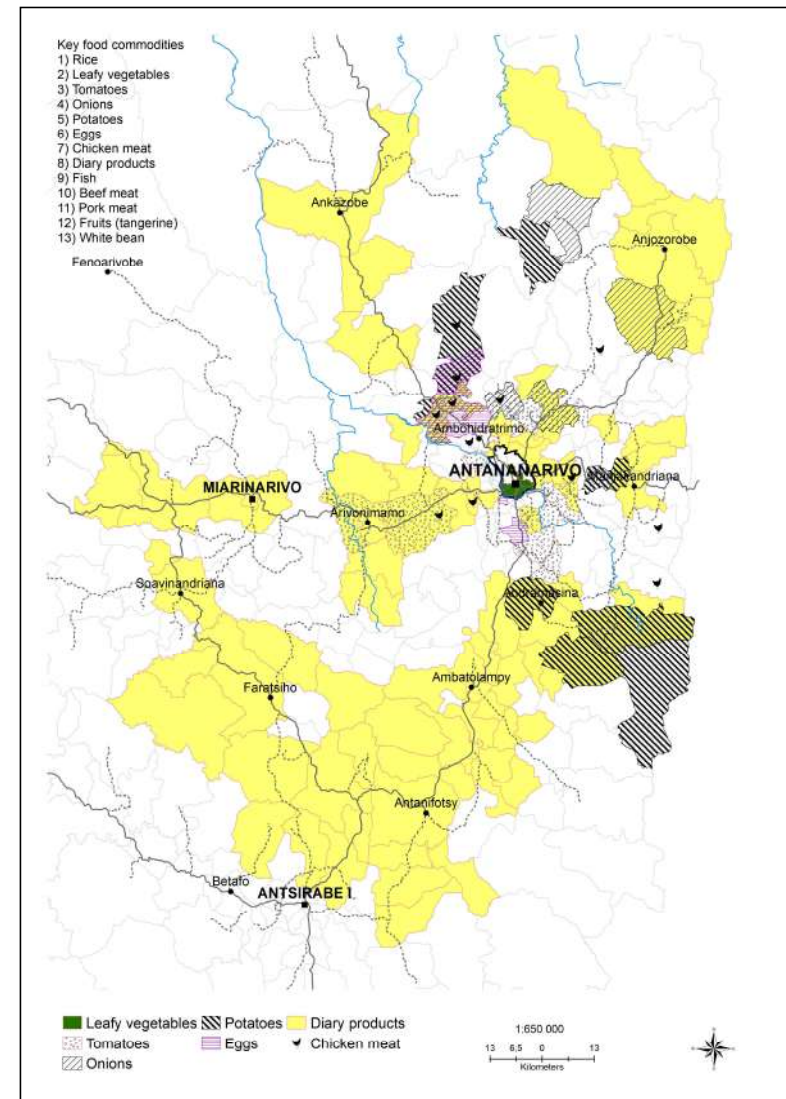 Key food commodities
1) Rice
2) Leafy vegetables
3) Tomatoes
4) Onions
5) Potatoes
6) Eggs
7) Chicken meat
8) Diary products
9) Fish
10) Beef meat
11) Pork meat
12) Fruits (tangerine)
13) White bean
Fenoarivobe
Ankazobe
Anjozorobe
Ambohidratrimo
ANTANANARIVO
MIARINARIVO
Arivonimamo
Soavinandriana
Faratsiho
Ambatolampy
Antanifotsy
Betafo
ANTSIRABE I
Leafy vegetables Potatoes Diary products
Tomatoes Eggs Chicken meat
Onions
1:650 000
13 6,5 0 13
Kilometers